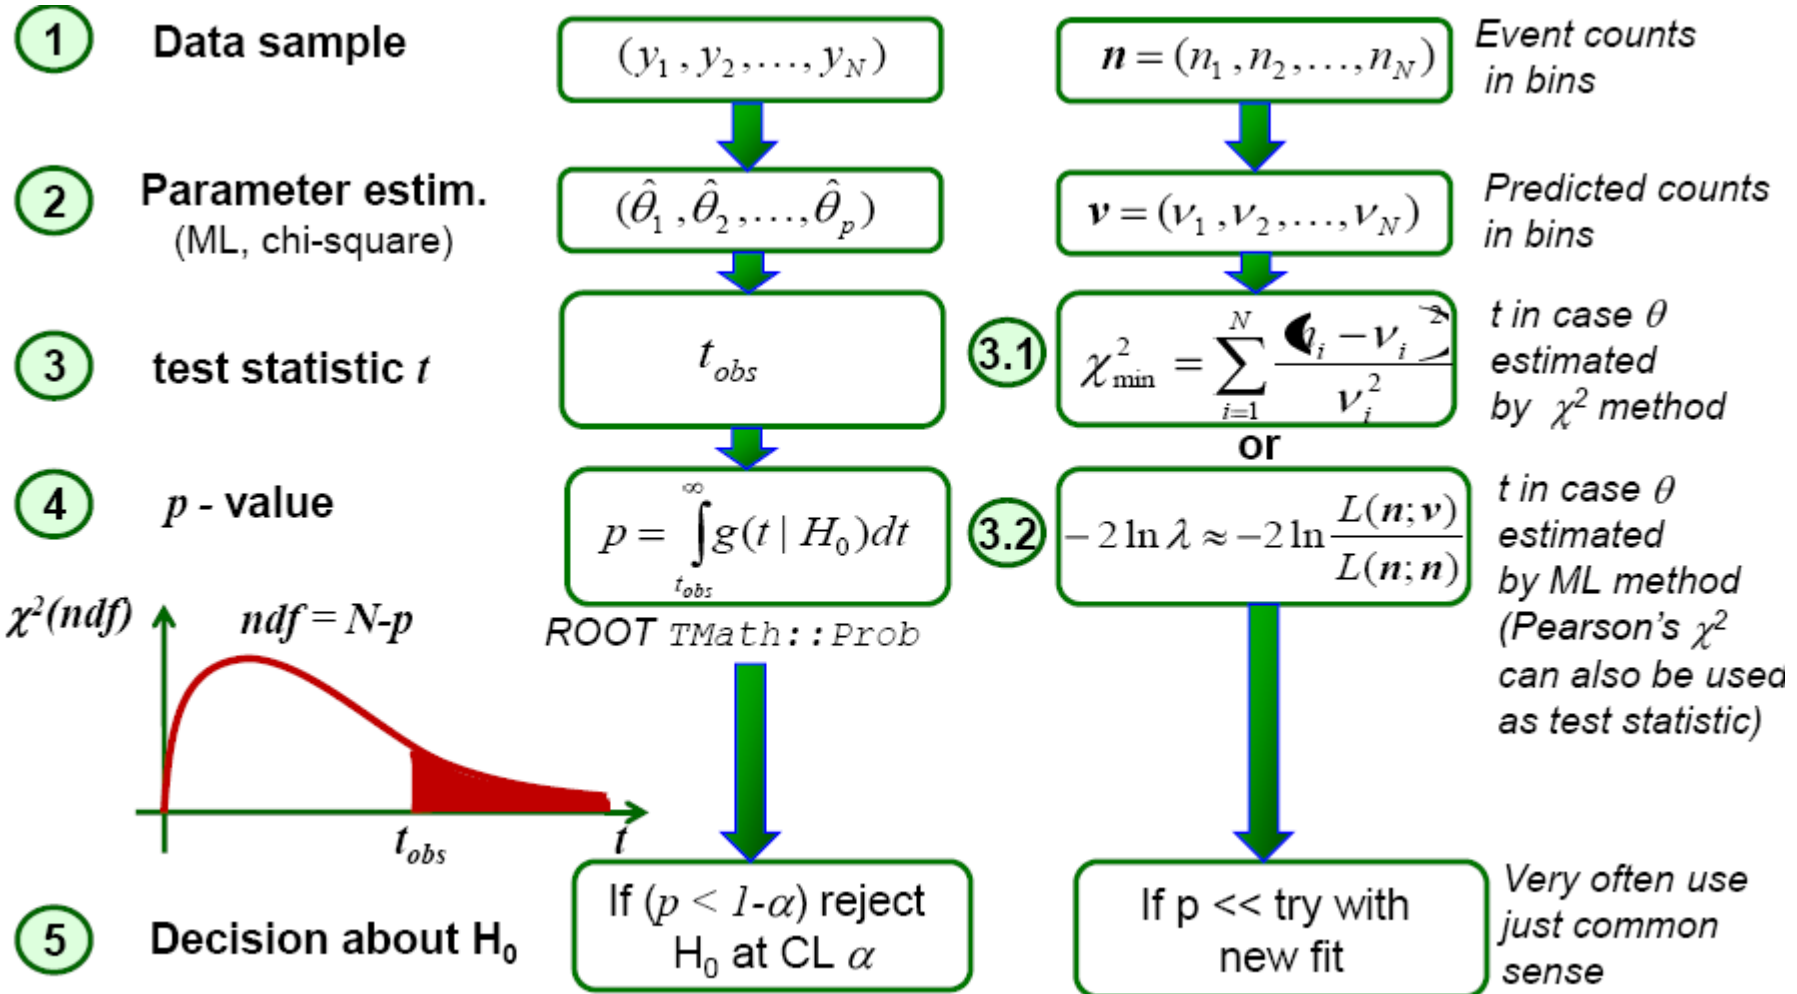 1 Data sample
(y₁, y₂, ..., y_N)
n = (n₁, n₂, ..., n_N)
Event counts
in bins
2 Parameter estim.
(ML, chi-square)
(θ̂₁, θ̂₂, ..., θ̂_p)
ν = (ν₁, ν₂, ..., ν_N)
Predicted counts
in bins
3 test statistic t
t_obs
3.1
χ²_min = ∑_{i=1}^{N} (n_i − ν_i)² / ν_i²
t in case θ
estimated
by χ² method
or
4 p - value
p = ∫_{t_obs}^{∞} g(t | H₀)dt
ROOT TMath::Prob
3.2
− 2 ln λ ≈ −2 ln L(n;ν) / L(n;n)
t in case θ
estimated
by ML method
(Pearson's χ²
can also be used
as test statistic)
χ²(ndf)
ndf = N-p
t_obs
t
5 Decision about H₀
If (p < 1-α) reject
H₀ at CL α
If p << try with
new fit
Very often use
just common
sense